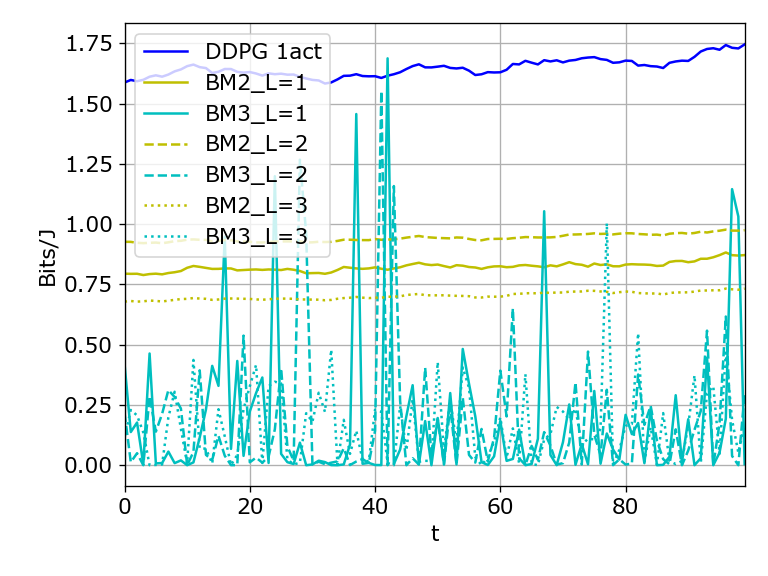 1.75
1.50
1.25
1.00
0.75
0.50
0.25
0.00
Bits/J
DDPG 1act
BM2_L=1
BM3_L=1
BM2_L=2
BM3_L=2
BM2_L=3
BM3_L=3
0 20 40 60 80
t